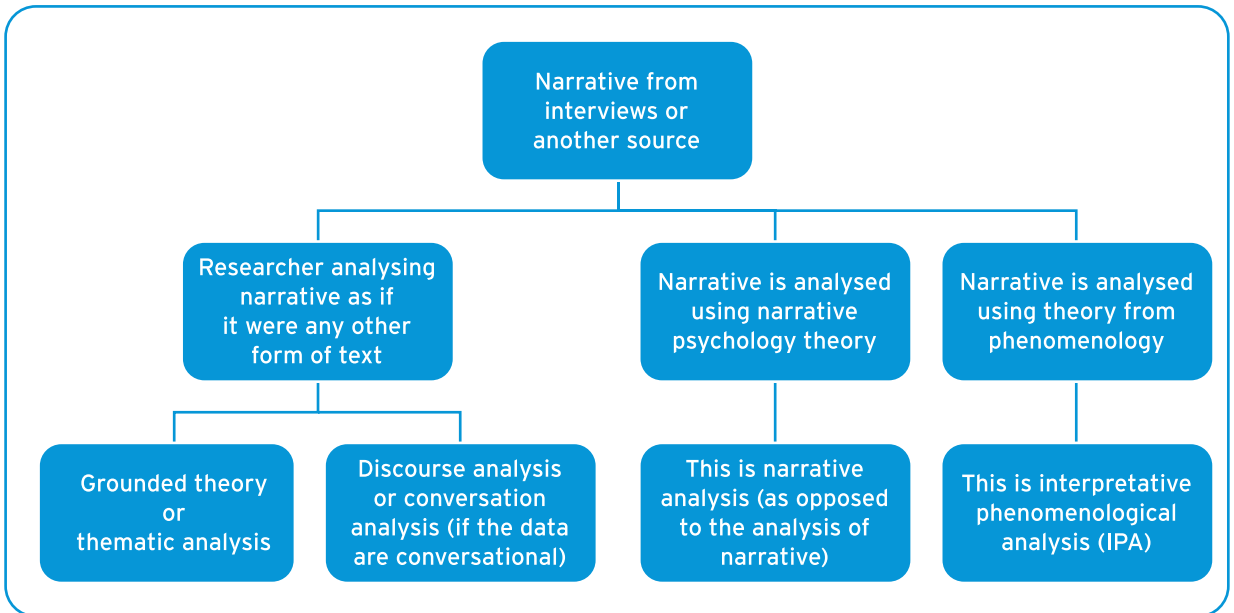 Narrative from
interviews or
another source
Researcher analysing
narrative as if
it were any other
form of text
Narrative is analysed
using narrative
psychology theory
Narrative is analysed
using theory from
phenomenology
Grounded theory
or
thematic analysis
Discourse analysis
or conversation
analysis (if the data
are conversational)
This is narrative
analysis (as opposed
to the analysis of
narrative)
This is interpretative
phenomenological
analysis (IPA)